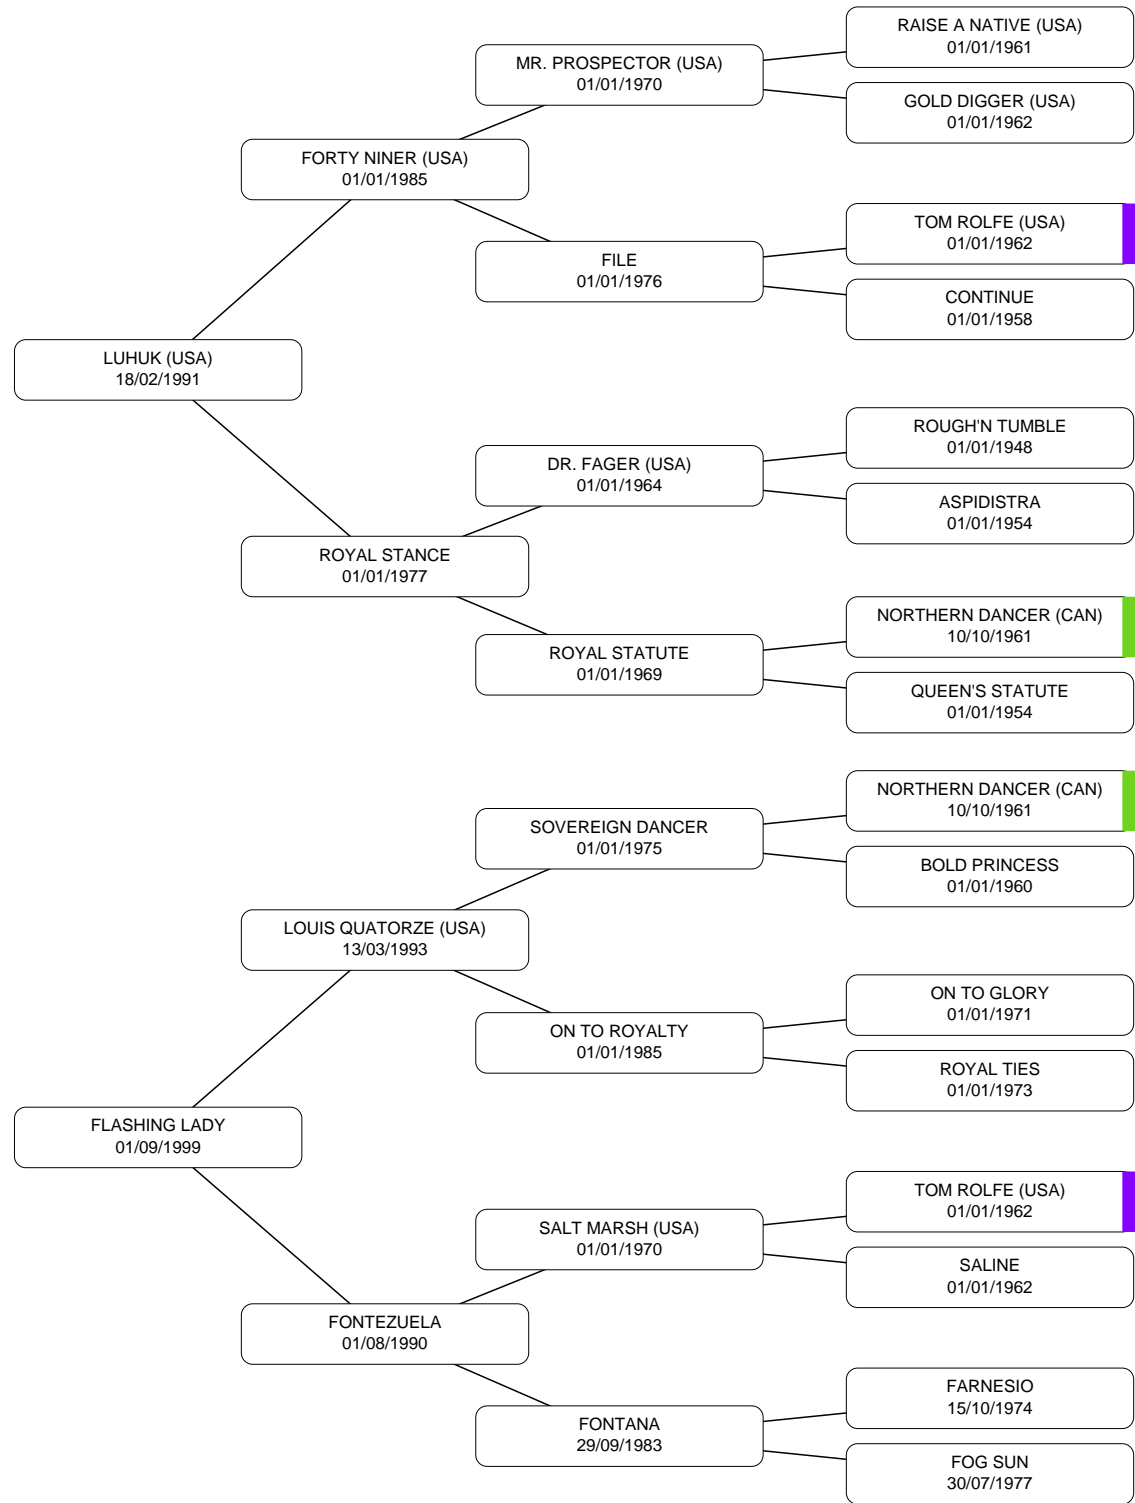 RAISE A NATIVE (USA)
01/01/1961
MR. PROSPECTOR (USA)
01/01/1970
GOLD DIGGER (USA)
01/01/1962
FORTY NINER (USA)
01/01/1985
TOM ROLFE (USA)
01/01/1962
FILE
01/01/1976
CONTINUE
01/01/1958
LUHUK (USA)
18/02/1991
ROUGH'N TUMBLE
01/01/1948
DR. FAGER (USA)
01/01/1964
ASPIDISTRA
01/01/1954
ROYAL STANCE
01/01/1977
NORTHERN DANCER (CAN)
10/10/1961
ROYAL STATUTE
01/01/1969
QUEEN'S STATUTE
01/01/1954
NORTHERN DANCER (CAN)
10/10/1961
SOVEREIGN DANCER
01/01/1975
BOLD PRINCESS
01/01/1960
LOUIS QUATORZE (USA)
13/03/1993
ON TO GLORY
01/01/1971
ON TO ROYALTY
01/01/1985
ROYAL TIES
01/01/1973
FLASHING LADY
01/09/1999
TOM ROLFE (USA)
01/01/1962
SALT MARSH (USA)
01/01/1970
SALINE
01/01/1962
FONTEZUELA
01/08/1990
FARNESIO
15/10/1974
FONTANA
29/09/1983
FOG SUN
30/07/1977